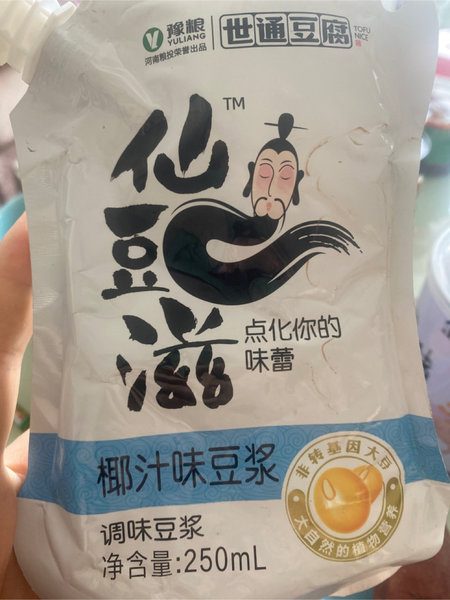 豫粮
YULIANG
河南粮投荣誉出品
世通豆腐
TOFU
NICE
TM
仙豆滋
点化你的
味蕾
椰汁味豆浆
非转基因大豆
大自然的植物营养
调味豆浆
净含量:250mL